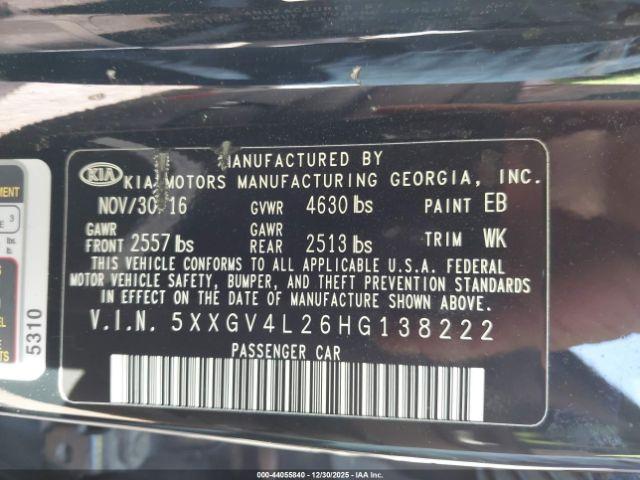 MANUFACTURED BY
KIA KIA MOTORS MANUFACTURING GEORGIA, INC.
NOV/30/16 GVWR 4630 lbs PAINT EB
GAWR FRONT 2557 lbs GAWR REAR 2513 lbs TRIM WK
THIS VEHICLE CONFORMS TO ALL APPLICABLE U.S.A. FEDERAL
MOTOR VEHICLE SAFETY, BUMPER, AND THEFT PREVENTION STANDARDS
IN EFFECT ON THE DATE OF MANUFACTURE SHOWN ABOVE.
V.I.N. 5XXGV4L26HG138222
PASSENGER CAR
5310
3
lbs.
000-44055840 - 12/30/2025 - IAA Inc.